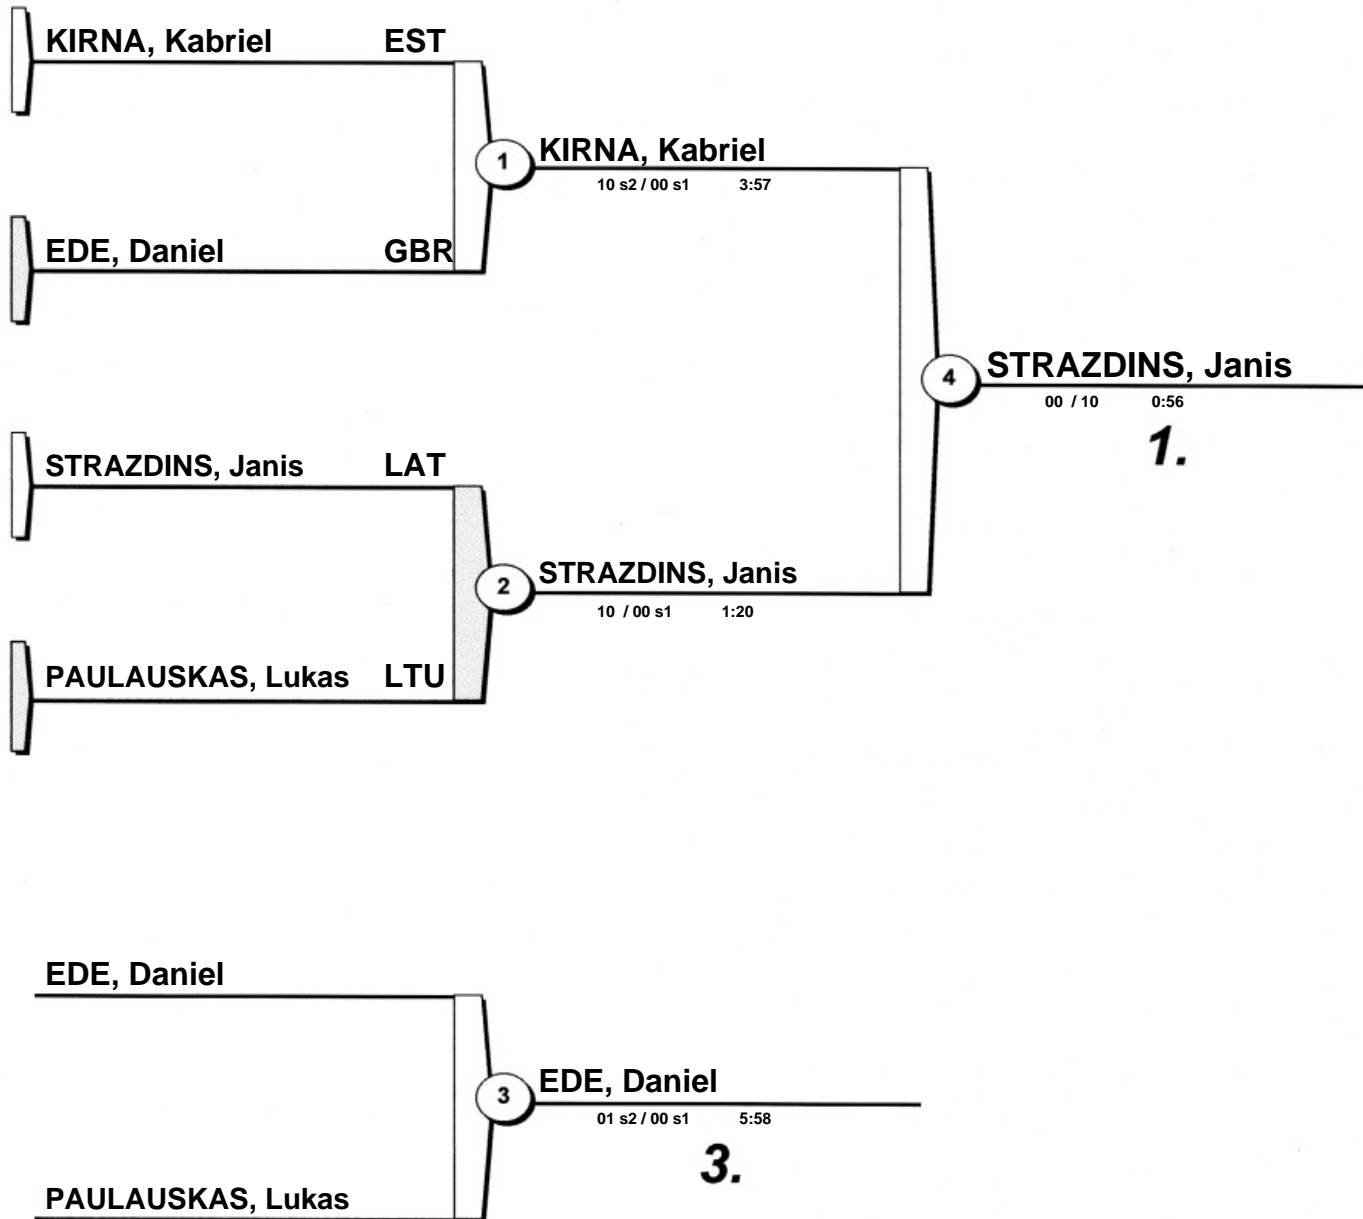 KIRNA, Kabriel EST
1 KIRNA, Kabriel
10 s2 / 00 s1 3:57
EDE, Daniel GBR
4 STRAZDINS, Janis
00 / 10 0:56
1.
STRAZDINS, Janis LAT
2 STRAZDINS, Janis
10 / 00 s1 1:20
PAULAUSKAS, Lukas LTU
EDE, Daniel
3 EDE, Daniel
01 s2 / 00 s1 5:58
3.
PAULAUSKAS, Lukas